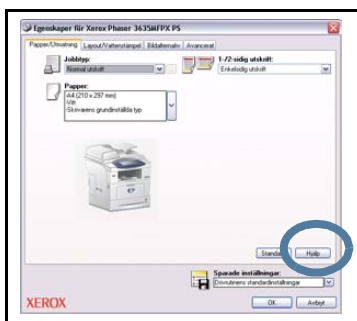 Egenskaper för Xerox Phaser 3635MFPX PS
Papper/Utmatning Layout/Vattenstämpel Bildalternativ Avancerat
Jobbtyp:
Normal utskrift
1-/2-sidig utskrift:
Enkelsidig utskrift
Papper:
-A4 (210 x 297 mm)
-Vitt
-Skrivarens grundinställda typ
Standard Hjälp
Sparade inställningar:
Drivrutinens standardinställningar
XEROX
OK Avbryt